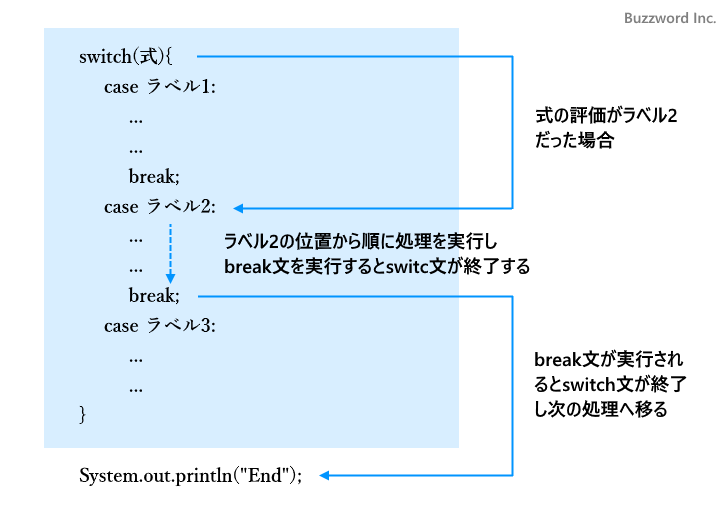 Buzzword Inc.
switch(式){
case ラベル1:
...
...
break;
case ラベル2:
...
...
break;
case ラベル3:
...
...
}
System.out.println("End");
式の評価がラベル2
だった場合
ラベル2の位置から順に処理を実行し
break文を実行するとswitc文が終了する
break文が実行され
るとswitch文が終了
し次の処理へ移る